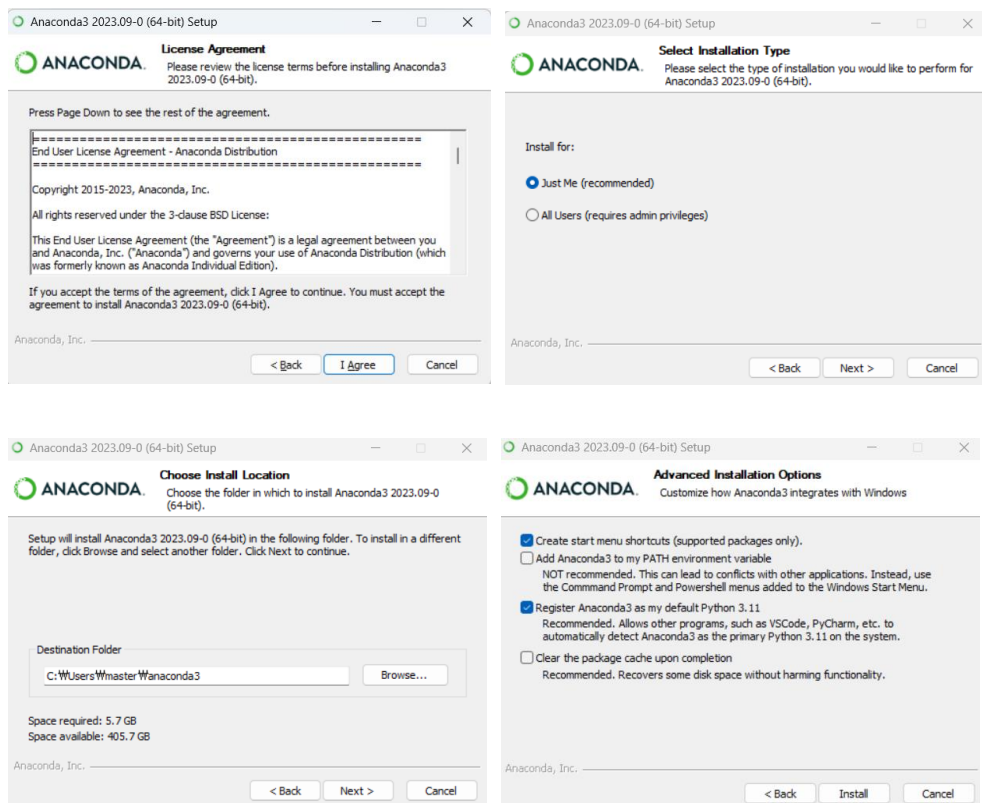 Anaconda3 2023.09-0 (64-bit) Setup
ANACONDA.
License Agreement
Please review the license terms before installing Anaconda3
2023.09-0 (64-bit).
Press Page Down to see the rest of the agreement.
====================================================
End User License Agreement - Anaconda Distribution
====================================================
Copyright 2015-2023, Anaconda, Inc.
All rights reserved under the 3-clause BSD License:
This End User License Agreement (the "Agreement") is a legal agreement between you
and Anaconda, Inc. ("Anaconda") and governs your use of Anaconda Distribution (which
was formerly known as Anaconda Individual Edition).
If you accept the terms of the agreement, click I Agree to continue. You must accept the
agreement to install Anaconda3 2023.09-0 (64-bit).
Anaconda, Inc.
< Back I Agree Cancel
Anaconda3 2023.09-0 (64-bit) Setup
ANACONDA.
Select Installation Type
Please select the type of installation you would like to perform for
Anaconda3 2023.09-0 (64-bit).
Install for:
Just Me (recommended)
All Users (requires admin privileges)
Anaconda, Inc.
< Back Next > Cancel
Anaconda3 2023.09-0 (64-bit) Setup
ANACONDA.
Choose Install Location
Choose the folder in which to install Anaconda3 2023.09-0
(64-bit).
Setup will install Anaconda3 2023.09-0 (64-bit) in the following folder. To install in a different
folder, click Browse and select another folder. Click Next to continue.
Destination Folder
C:₩Users₩master₩anaconda3 Browse...
Space required: 5.7 GB
Space available: 405.7 GB
Anaconda, Inc.
< Back Next > Cancel
Anaconda3 2023.09-0 (64-bit) Setup
ANACONDA.
Advanced Installation Options
Customize how Anaconda3 integrates with Windows
Create start menu shortcuts (supported packages only).
Add Anaconda3 to my PATH environment variable
NOT recommended. This can lead to conflicts with other applications. Instead, use
the Commmand Prompt and Powershell menus added to the Windows Start Menu.
Register Anaconda3 as my default Python 3.11
Recommended. Allows other programs, such as VSCode, PyCharm, etc. to
automatically detect Anaconda3 as the primary Python 3.11 on the system.
Clear the package cache upon completion
Recommended. Recovers some disk space without harming functionality.
Anaconda, Inc.
< Back Install Cancel